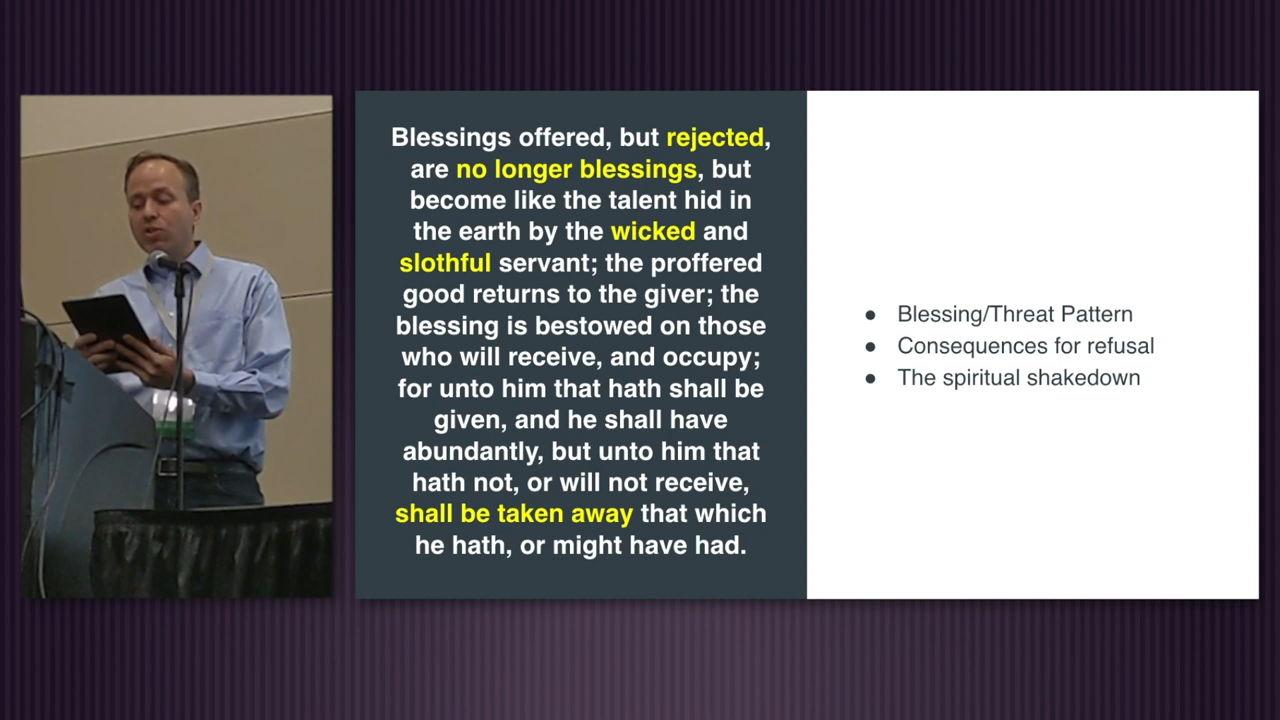 Blessings offered, but rejected,
are no longer blessings, but
become like the talent hid in
the earth by the wicked and
slothful servant; the proffered
good returns to the giver; the
blessing is bestowed on those
who will receive, and occupy;
for unto him that hath shall be
given, and he shall have
abundantly, but unto him that
hath not, or will not receive,
shall be taken away that which
he hath, or might have had.
● Blessing/Threat Pattern
● Consequences for refusal
● The spiritual shakedown